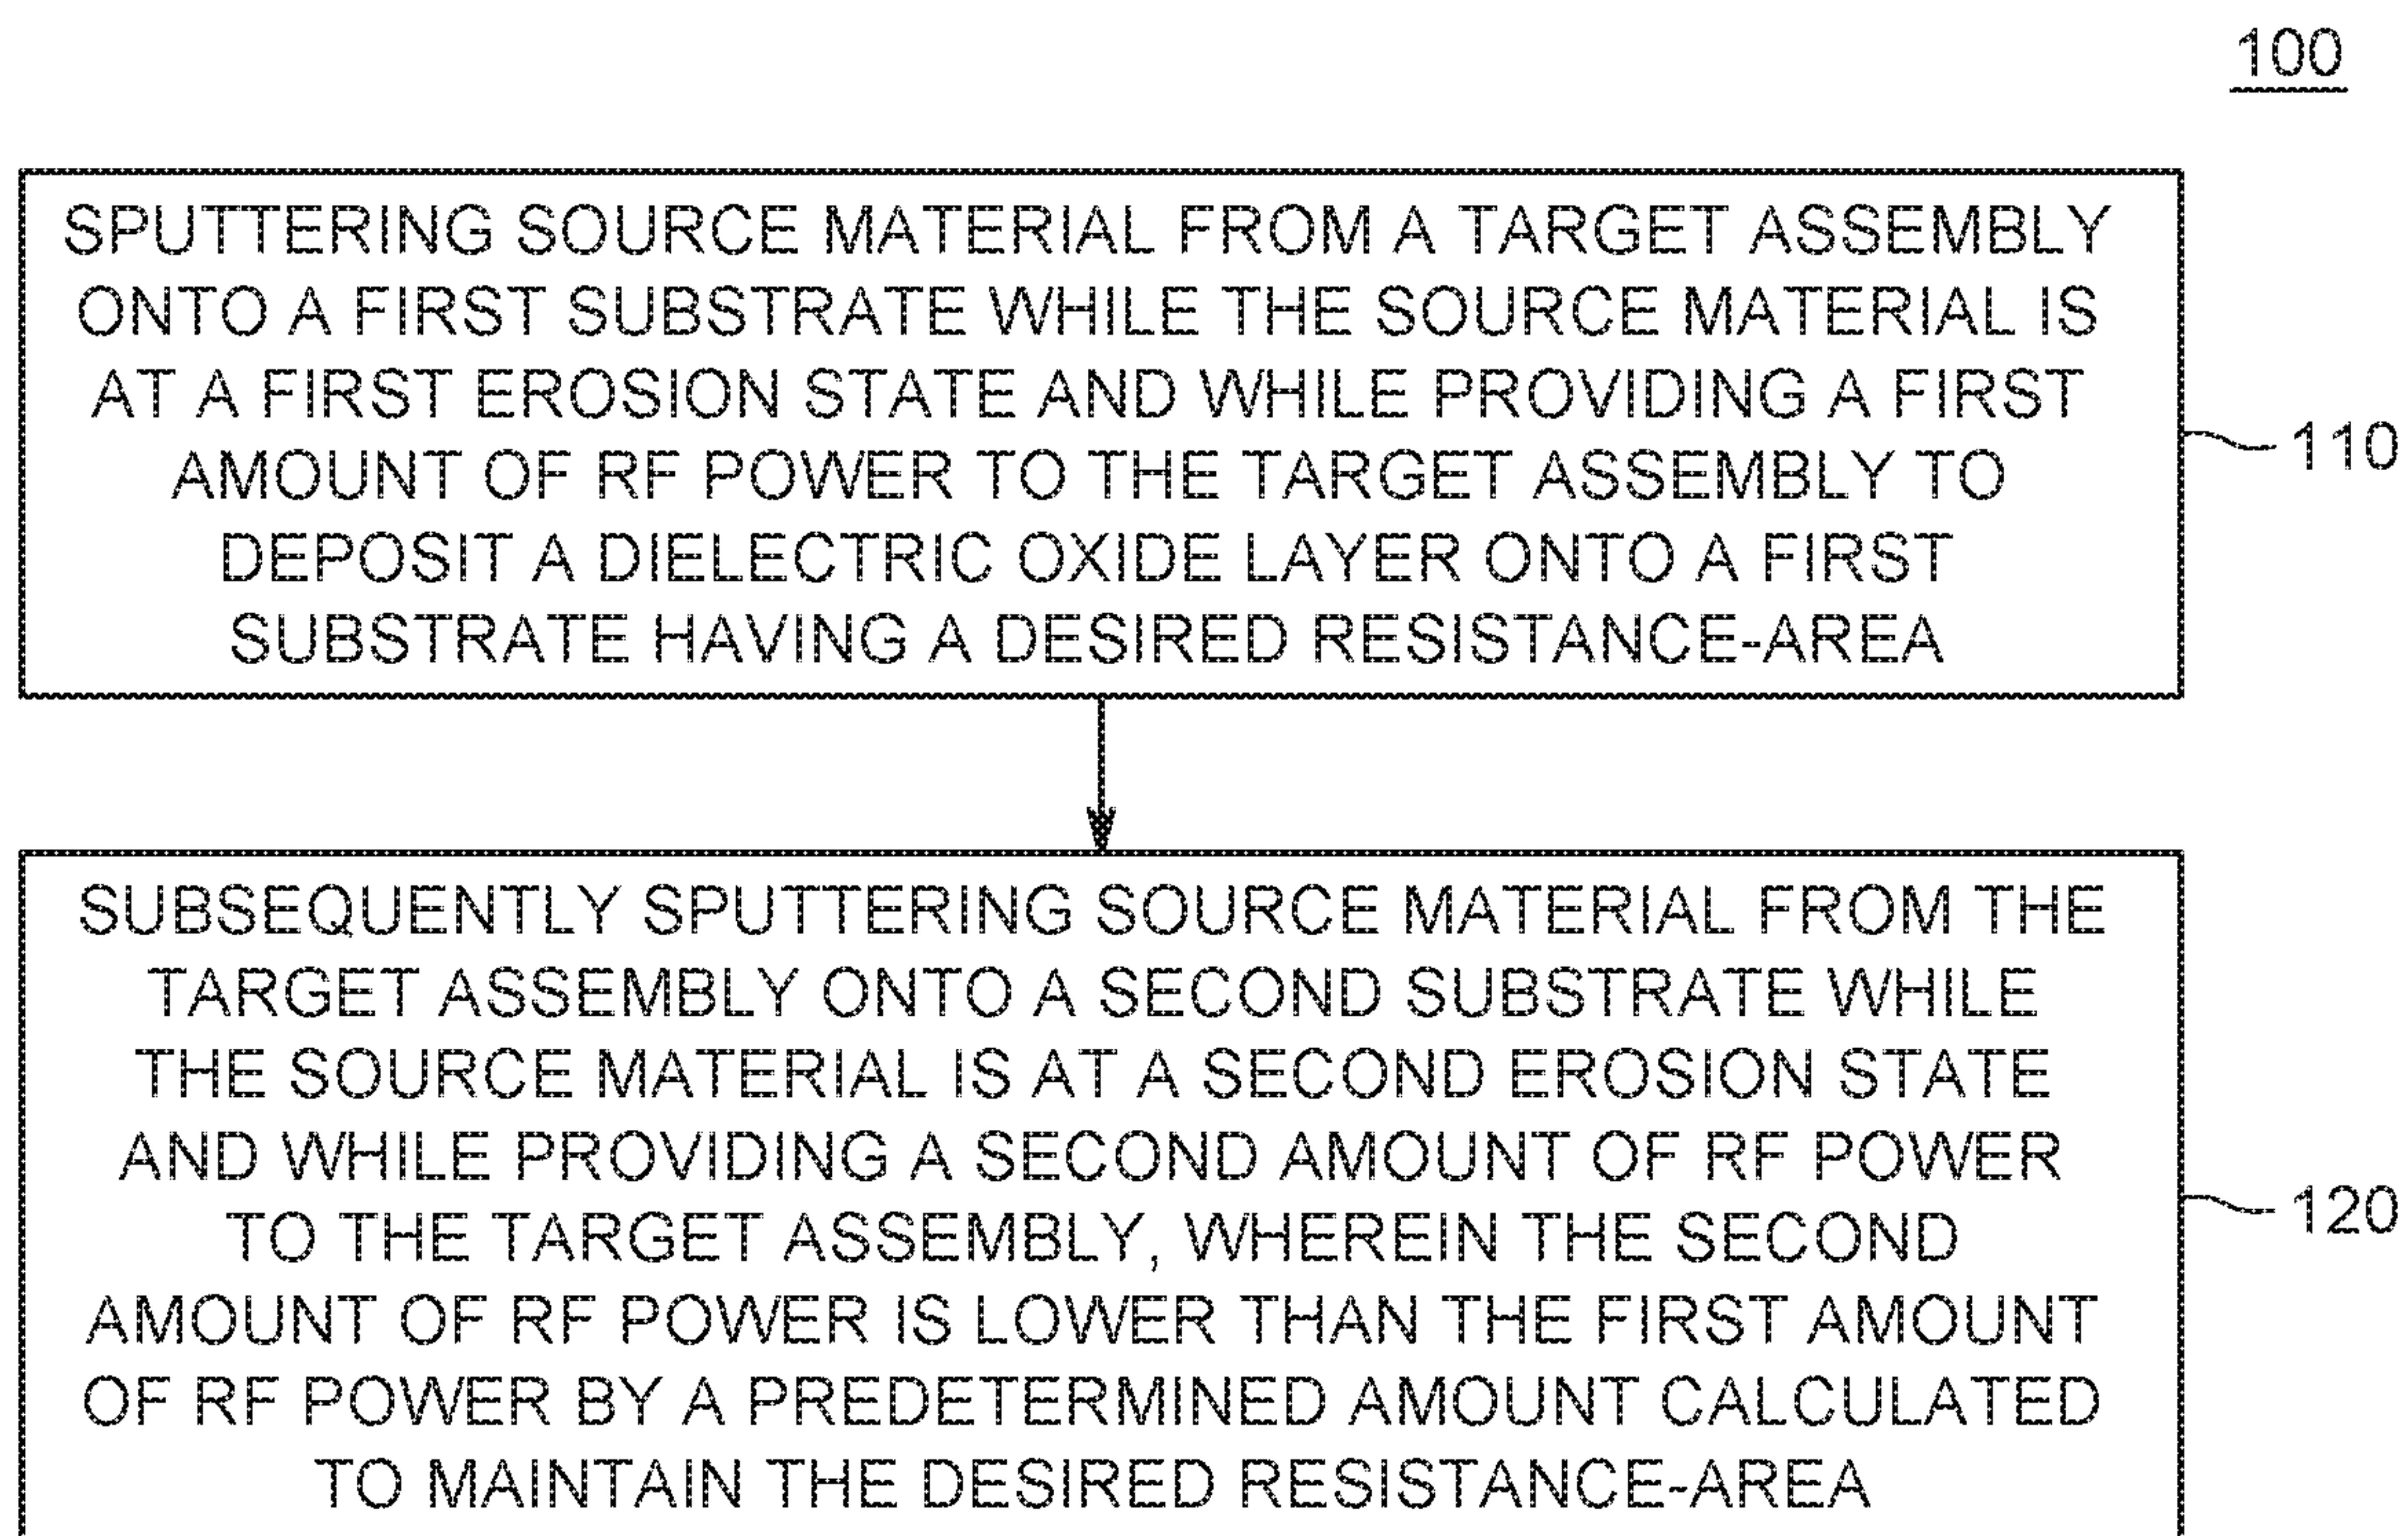 100
SPUTTERING SOURCE MATERIAL FROM A TARGET ASSEMBLY
ONTO A FIRST SUBSTRATE WHILE THE SOURCE MATERIAL IS
AT A FIRST EROSION STATE AND WHILE PROVIDING A FIRST
AMOUNT OF RF POWER TO THE TARGET ASSEMBLY TO
DEPOSIT A DIELECTRIC OXIDE LAYER ONTO A FIRST
SUBSTRATE HAVING A DESIRED RESISTANCE-AREA
110
SUBSEQUENTLY SPUTTERING SOURCE MATERIAL FROM THE
TARGET ASSEMBLY ONTO A SECOND SUBSTRATE WHILE
THE SOURCE MATERIAL IS AT A SECOND EROSION STATE
AND WHILE PROVIDING A SECOND AMOUNT OF RF POWER
TO THE TARGET ASSEMBLY, WHEREIN THE SECOND
AMOUNT OF RF POWER IS LOWER THAN THE FIRST AMOUNT
OF RF POWER BY A PREDETERMINED AMOUNT CALCULATED
TO MAINTAIN THE DESIRED RESISTANCE-AREA
120